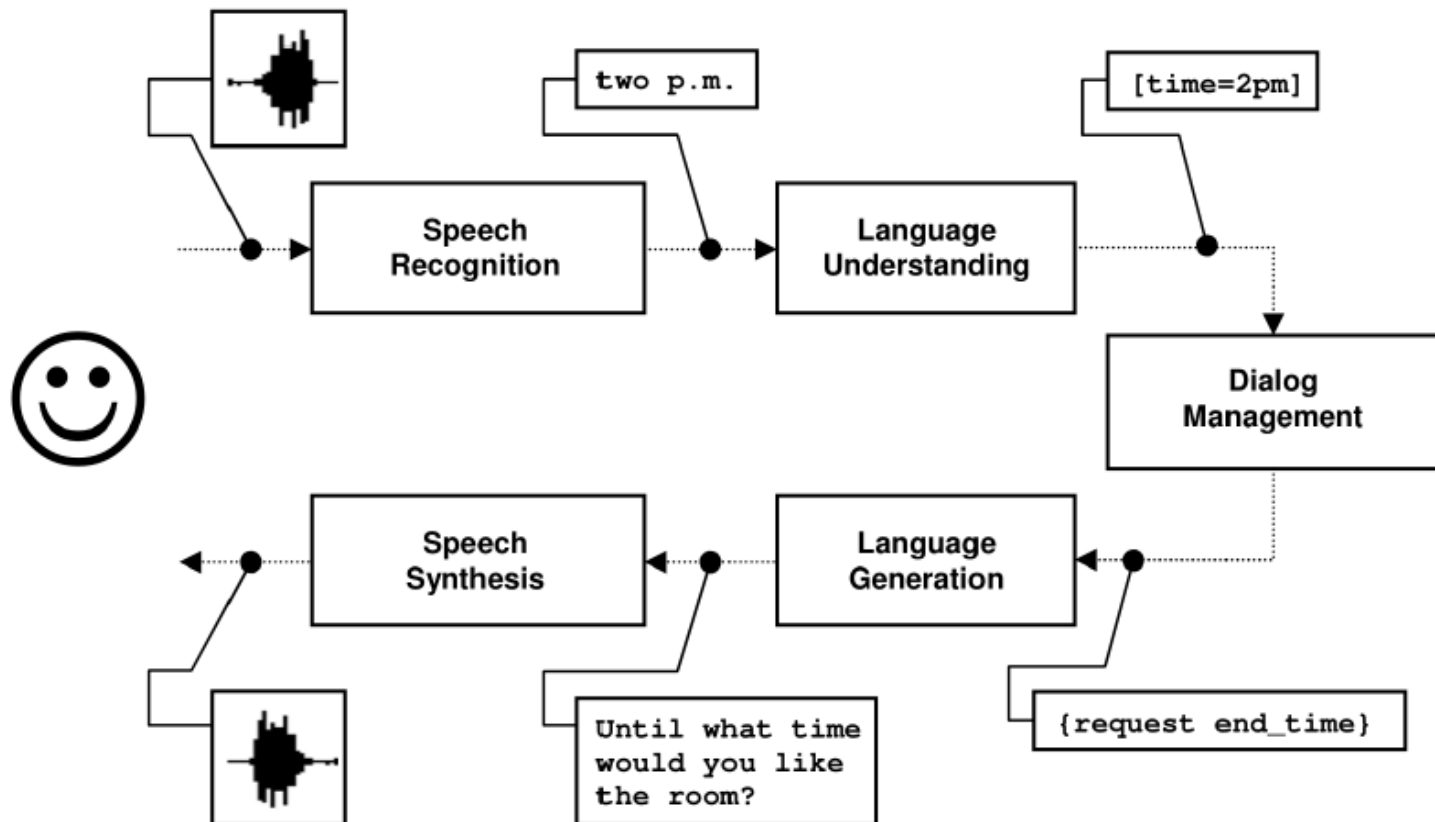 two p.m.
[time=2pm]
Speech
Recognition
Language
Understanding
Dialog
Management
Speech
Synthesis
Language
Generation
Until what time
would you like
the room?
{request end_time}